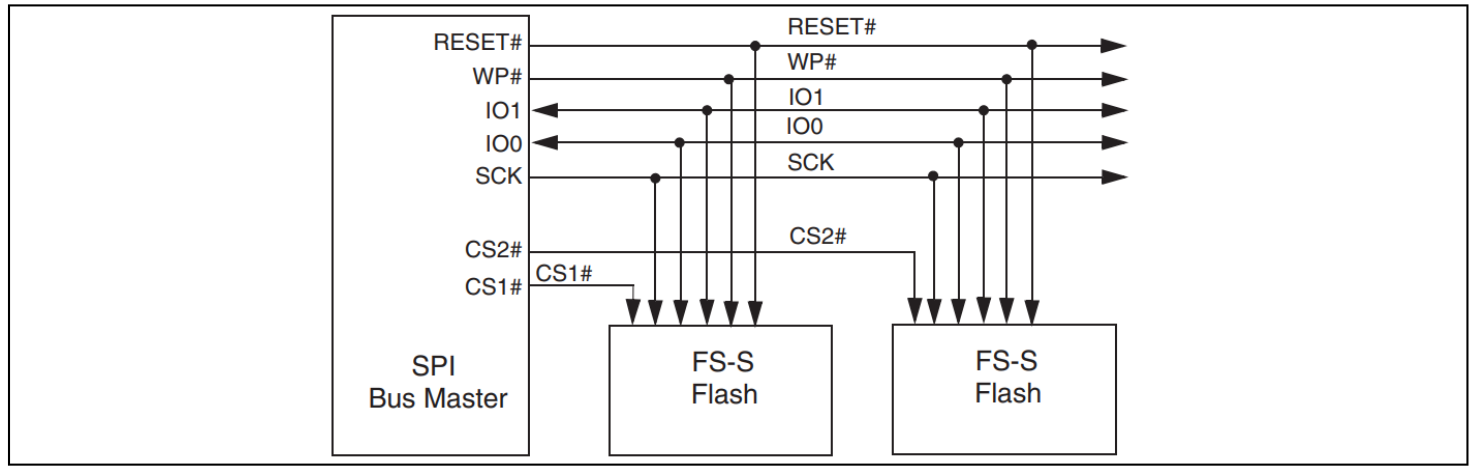 RESET#
RESET#
WP#
WP#
IO1
IO1
IO0
IO0
SCK
SCK
CS2#
CS2#
CS1#
CS1#
SPI
Bus Master
FS-S
Flash
FS-S
Flash